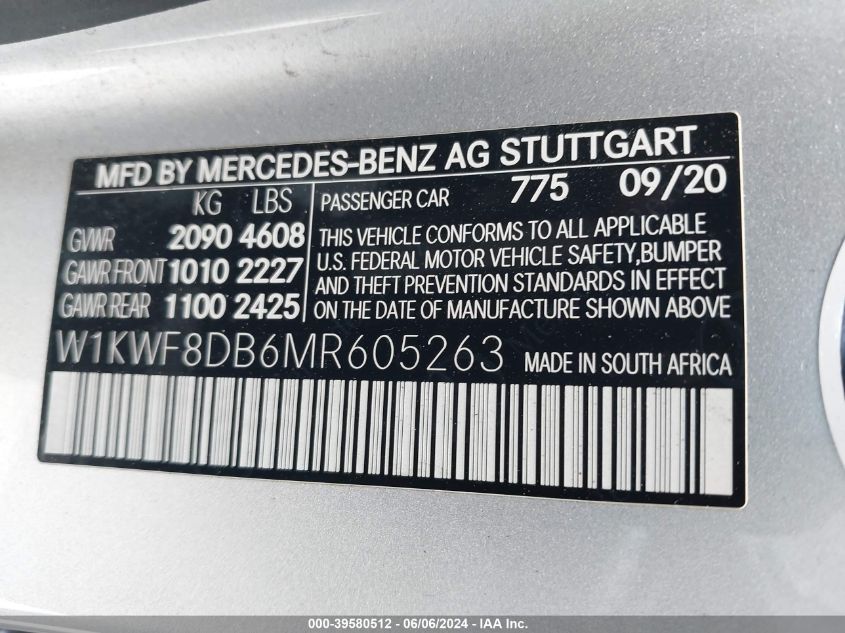 MFD BY MERCEDES-BENZ AG STUTTGART
KG LBS
GVWR 2090 4608
GAWR FRONT 1010 2227
GAWR REAR 1100 2425
PASSENGER CAR 775 09/20
THIS VEHICLE CONFORMS TO ALL APPLICABLE
U.S. FEDERAL MOTOR VEHICLE SAFETY,BUMPER
AND THEFT PREVENTION STANDARDS IN EFFECT
ON THE DATE OF MANUFACTURE SHOWN ABOVE
W1KWF8DB6MR605263 MADE IN SOUTH AFRICA
000-39580512 - 06/06/2024 - IAA Inc.